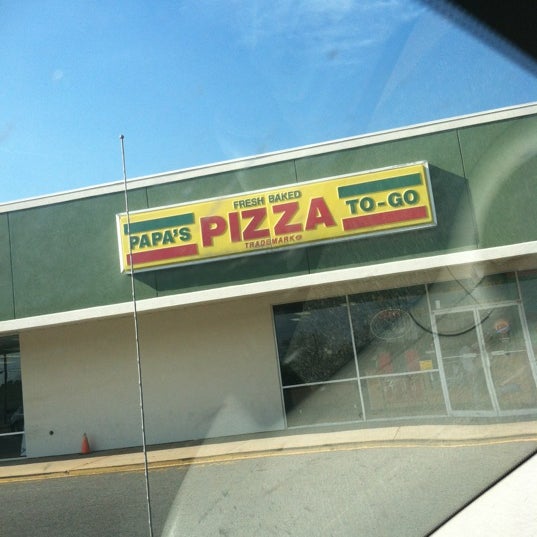 FRESH BAKED
PAPA'S PIZZA TO-GO
TRADEMARK®